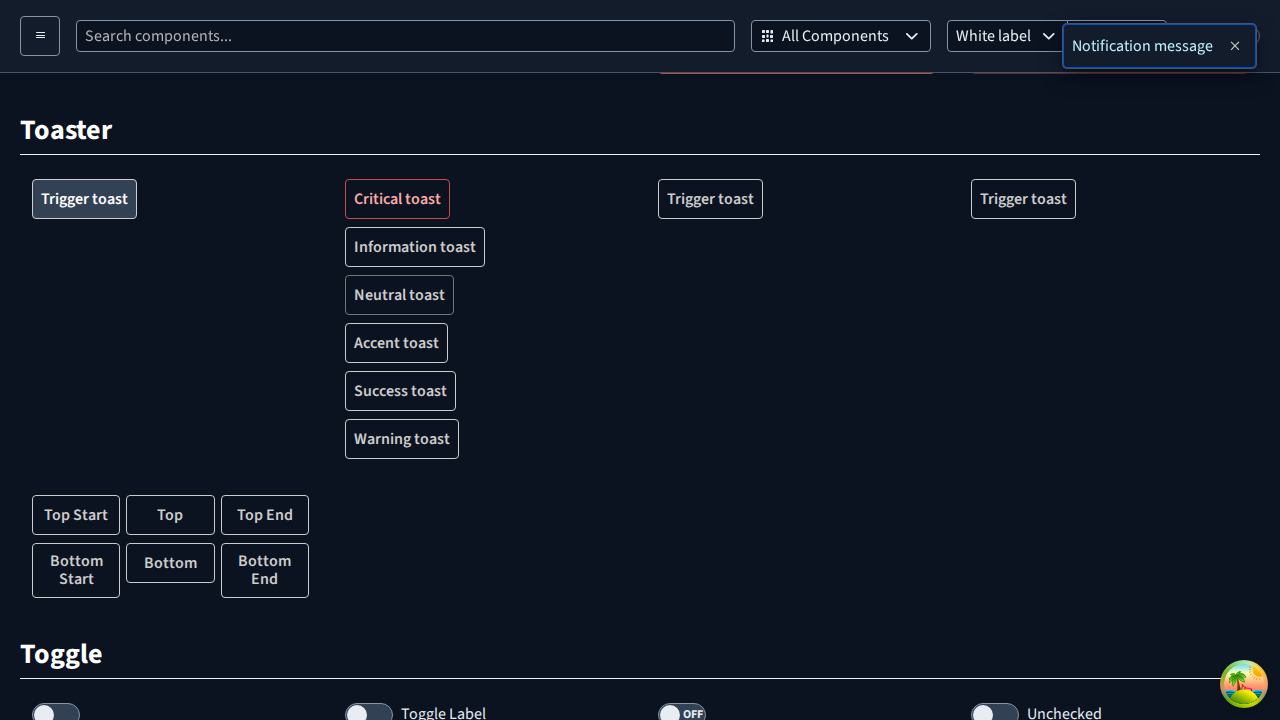 Search components...
All Components
White label
Notification message
Toaster
Trigger toast
Critical toast
Trigger toast
Trigger toast
Information toast
Neutral toast
Accent toast
Success toast
Warning toast
Top Start
Top
Top End
Bottom
Start
Bottom
Bottom
End
Toggle
Toggle Label
OFF
Unchecked